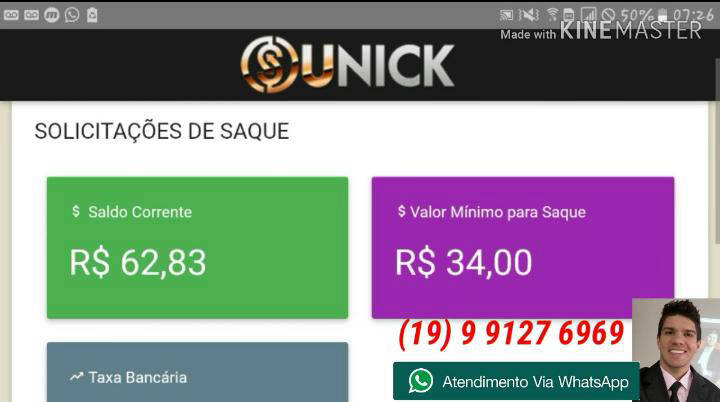 50% 07:26
Made with KINEMASTER
UNICK
SOLICITAÇÕES DE SAQUE
$ Saldo Corrente
R$ 62,83
$ Valor Mínimo para Saque
R$ 34,00
(19) 9 9127 6969
Taxa Bancária
Atendimento Via WhatsApp